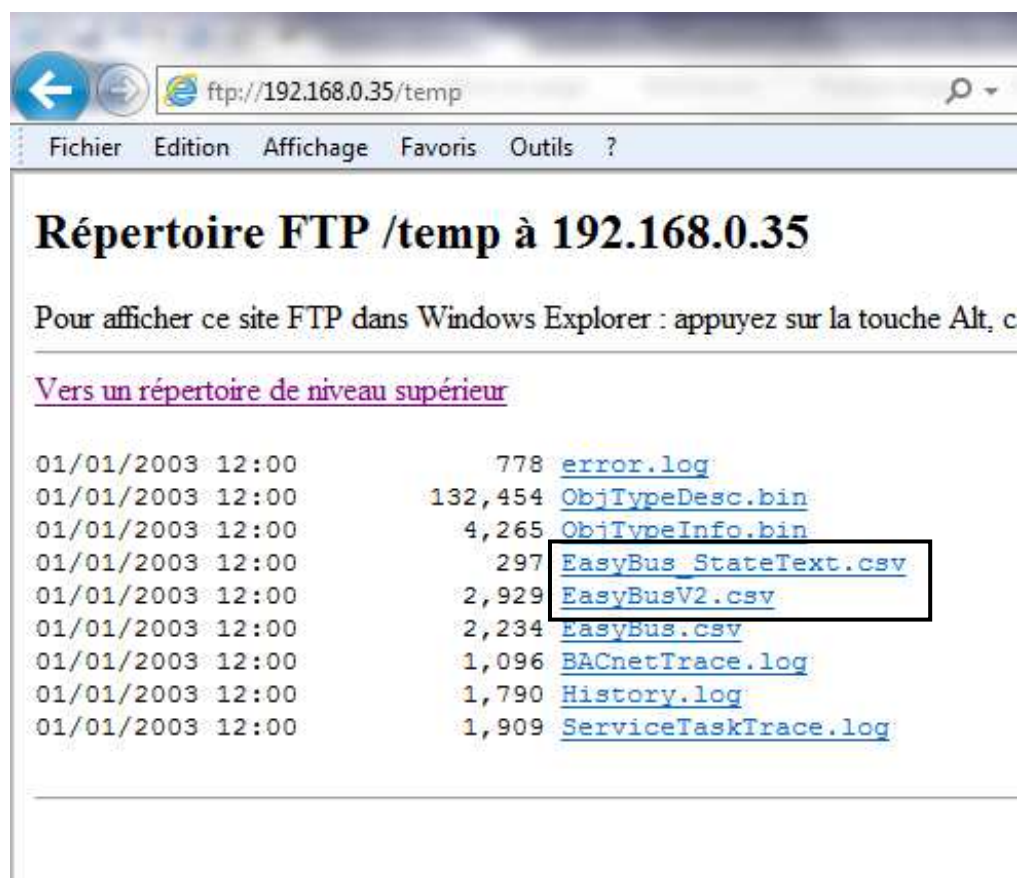 ftp://192.168.0.35/temp
Fichier Edition Affichage Favoris Outils ?
Répertoire FTP /temp à 192.168.0.35
Pour afficher ce site FTP dans Windows Explorer : appuyez sur la touche Alt, c
Vers un répertoire de niveau supérieur
01/01/2003 12:00 778 error.log
01/01/2003 12:00 132,454 ObjTypeDesc.bin
01/01/2003 12:00 4,265 ObjTypeInfo.bin
01/01/2003 12:00 297 EasyBus_StateText.csv
01/01/2003 12:00 2,929 EasyBusV2.csv
01/01/2003 12:00 2,234 EasyBus.csv
01/01/2003 12:00 1,096 BACnetTrace.log
01/01/2003 12:00 1,790 History.log
01/01/2003 12:00 1,909 ServiceTaskTrace.log